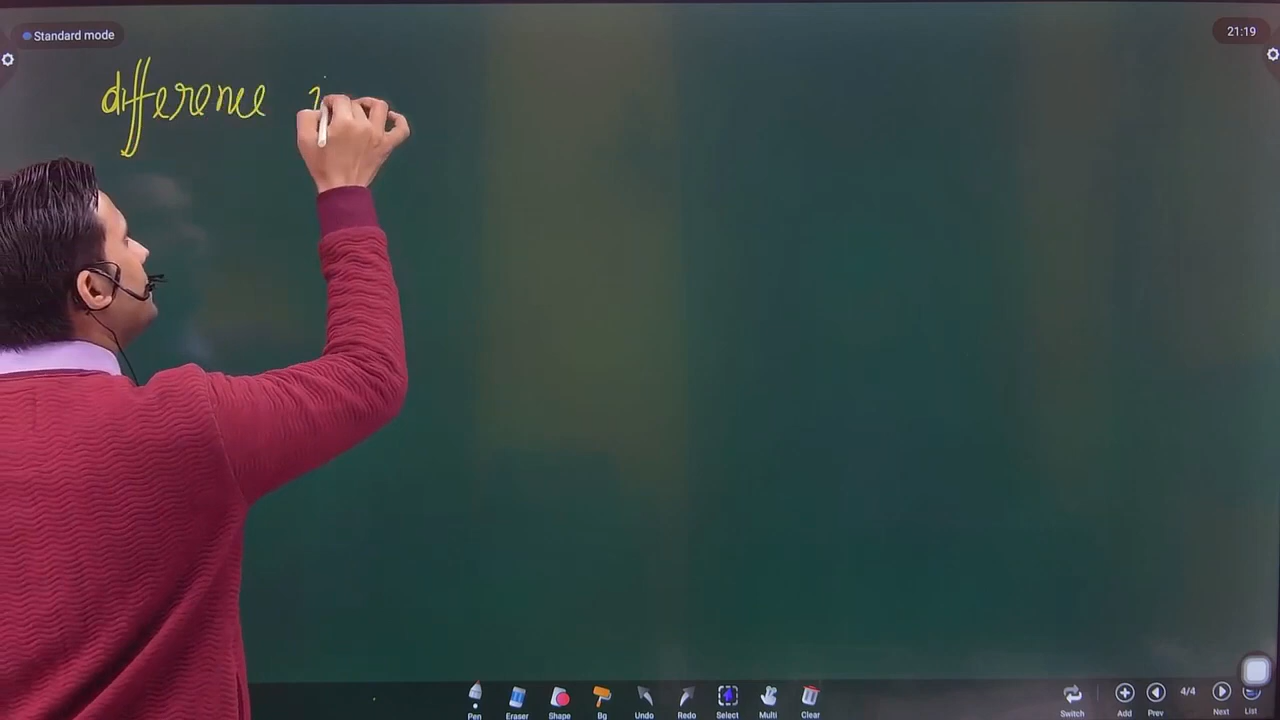 Standard mode
21:19
difference i
Pen Eraser Shape Bg Undo Redo Select Multi Clear Switch Add Prev 4/4 Next List